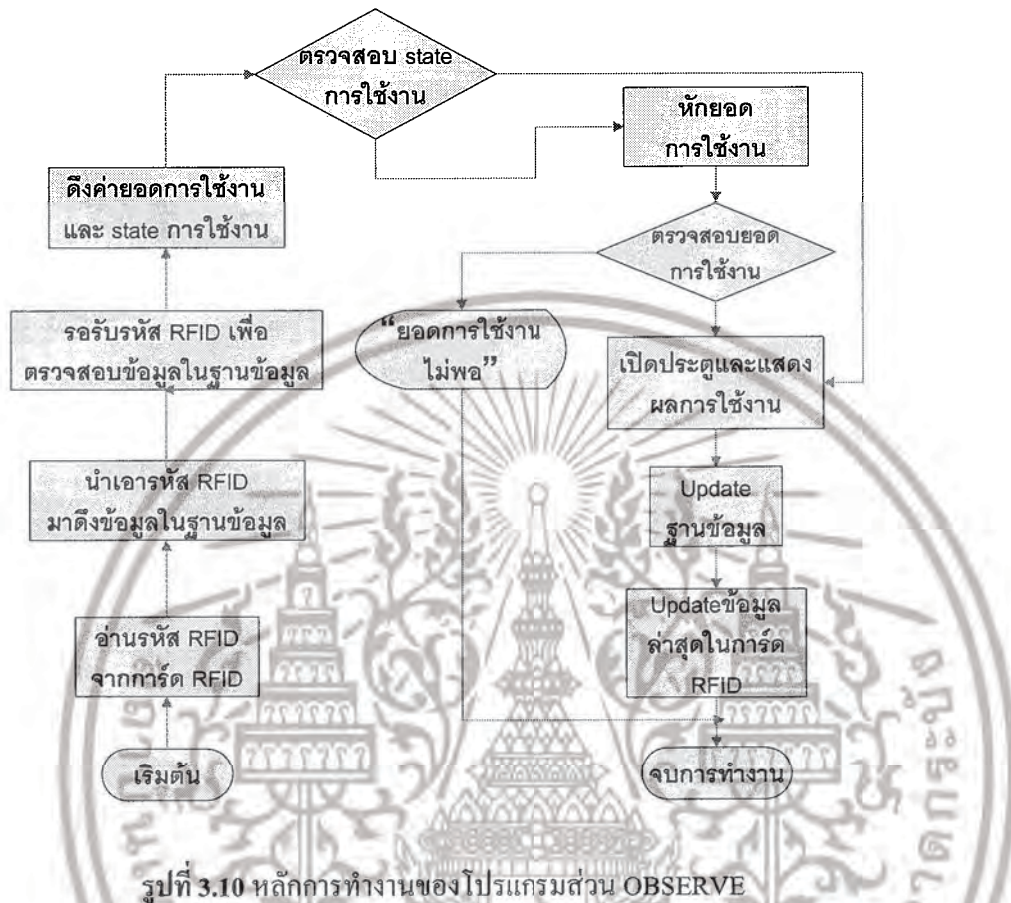 ตรวจสอบ state
การใช้งาน
หักยอด
การใช้งาน
ดึงค่ายอดการใช้งาน
และ state การใช้งาน
ตรวจสอบยอด
การใช้งาน
รอรับรหัส RFID เพื่อ
ตรวจสอบข้อมูลในฐานข้อมูล
“ยอดการใช้งาน
ไม่พอ”
เปิดประตูและแสดง
ผลการใช้งาน
นำเอารหัส RFID
มาดึงข้อมูลในฐานข้อมูล
Update
ฐานข้อมูล
อ่านรหัส RFID
จากการ์ด RFID
Updateข้อมูล
ล่าสุดในการ์ด
RFID
เริ่มต้น
จบการทำงาน
รูปที่ 3.10 หลักการทำงานของโปรแกรมส่วน OBSERVE